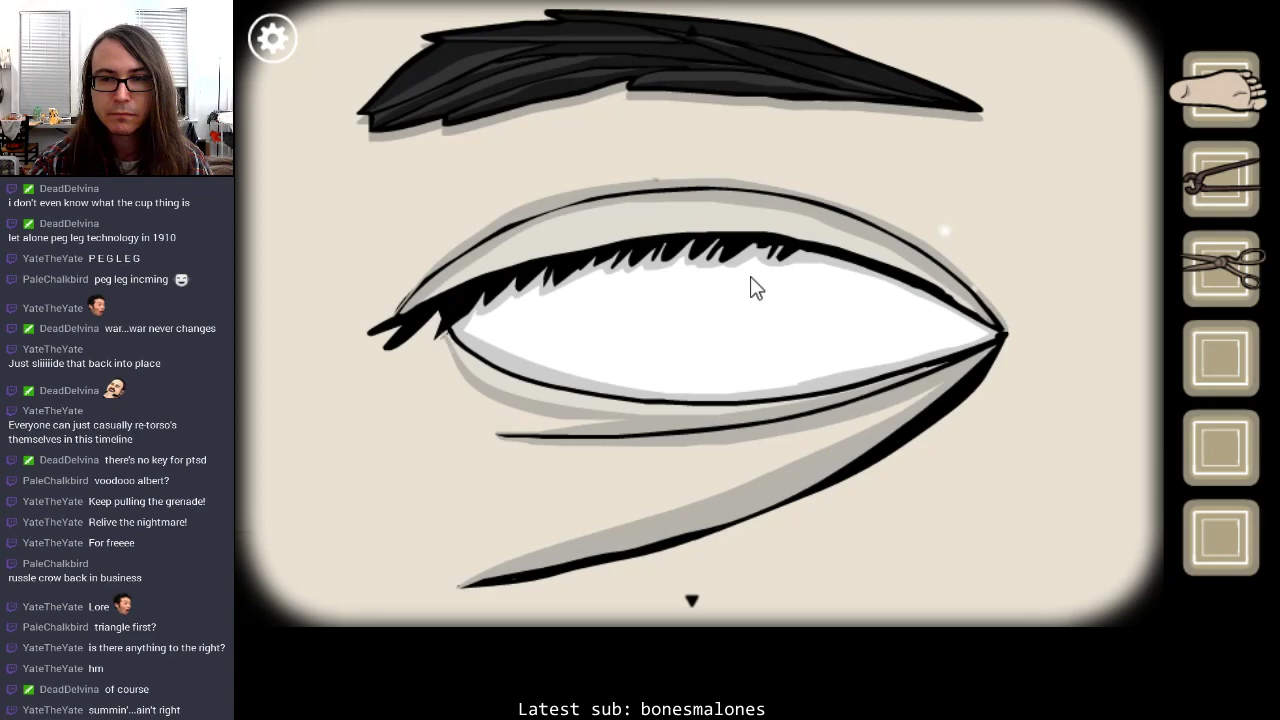 DeadDelvina
i don't even know what the cup thing is
DeadDelvina
let alone peg leg technology in 1910
YateTheYate P E G L E G
PaleChalkbird peg leg incming
YateTheYate
DeadDelvina war...war never changes
YateTheYate
Just sliiiiide that back into place
DeadDelvina
YateTheYate
Everyone can just casually re-torso's
themselves in this timeline
DeadDelvina there's no key for ptsd
PaleChalkbird voodooo albert?
YateTheYate Keep pulling the grenade!
YateTheYate Relive the nightmare!
YateTheYate For freeee
PaleChalkbird
russle crow back in business
YateTheYate Lore
PaleChalkbird triangle first?
YateTheYate is there anything to the right?
YateTheYate hm
DeadDelvina of course
YateTheYate summin'...ain't right
Latest sub: bonesmalones